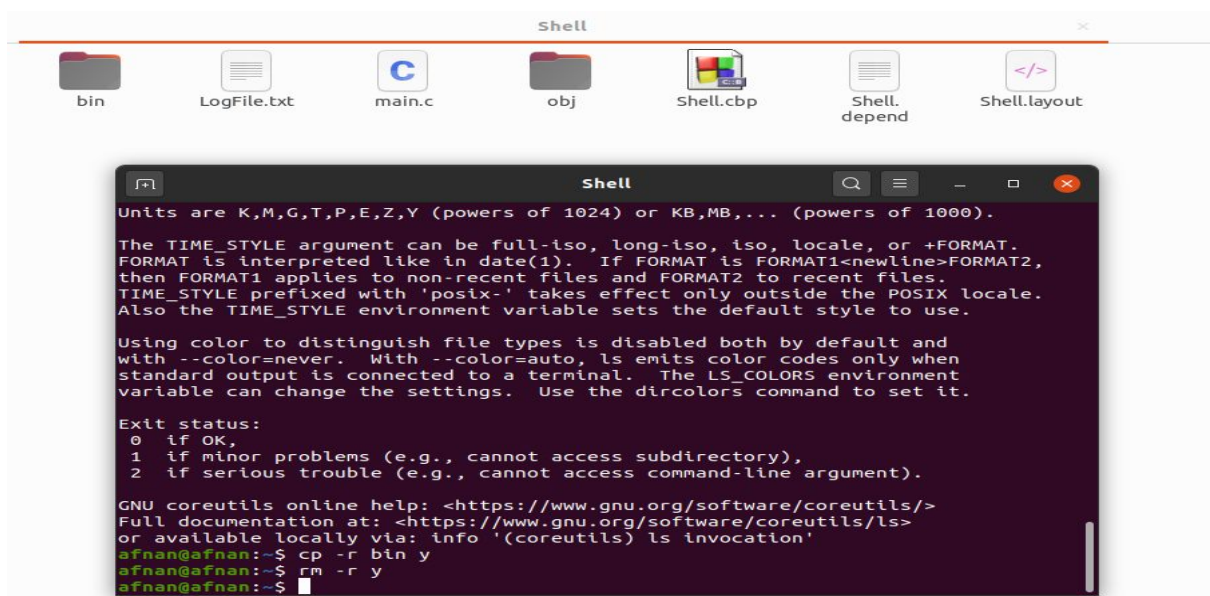 Shell
bin
LogFile.txt
main.c
obj
Shell.cbp
Shell.
depend
Shell.layout
Shell
Units are K,M,G,T,P,E,Z,Y (powers of 1024) or KB,MB,... (powers of 1000).
The TIME_STYLE argument can be full-iso, long-iso, iso, locale, or +FORMAT.
FORMAT is interpreted like in date(1).  If FORMAT is FORMAT1<newline>FORMAT2,
then FORMAT1 applies to non-recent files and FORMAT2 to recent files.
TIME_STYLE prefixed with 'posix-' takes effect only outside the POSIX locale.
Also the TIME_STYLE environment variable sets the default style to use.
Using color to distinguish file types is disabled both by default and
with --color=never.  With --color=auto, ls emits color codes only when
standard output is connected to a terminal.  The LS_COLORS environment
variable can change the settings.  Use the dircolors command to set it.
Exit status:
 0  if OK,
 1  if minor problems (e.g., cannot access subdirectory),
 2  if serious trouble (e.g., cannot access command-line argument).
GNU coreutils online help: <https://www.gnu.org/software/coreutils/>
Full documentation at: <https://www.gnu.org/software/coreutils/ls>
or available locally via: info '(coreutils) ls invocation'
afnan@afnan:~$ cp -r bin y
afnan@afnan:~$ rm -r y
afnan@afnan:~$